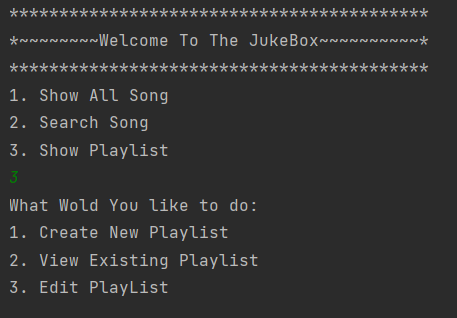 ******************************************
*~~~~~~~~Welcome To The JukeBox~~~~~~~~~~*
******************************************
1. Show All Song
2. Search Song
3. Show Playlist
3
What Wold You like to do:
1. Create New Playlist
2. View Existing Playlist
3. Edit PlayList